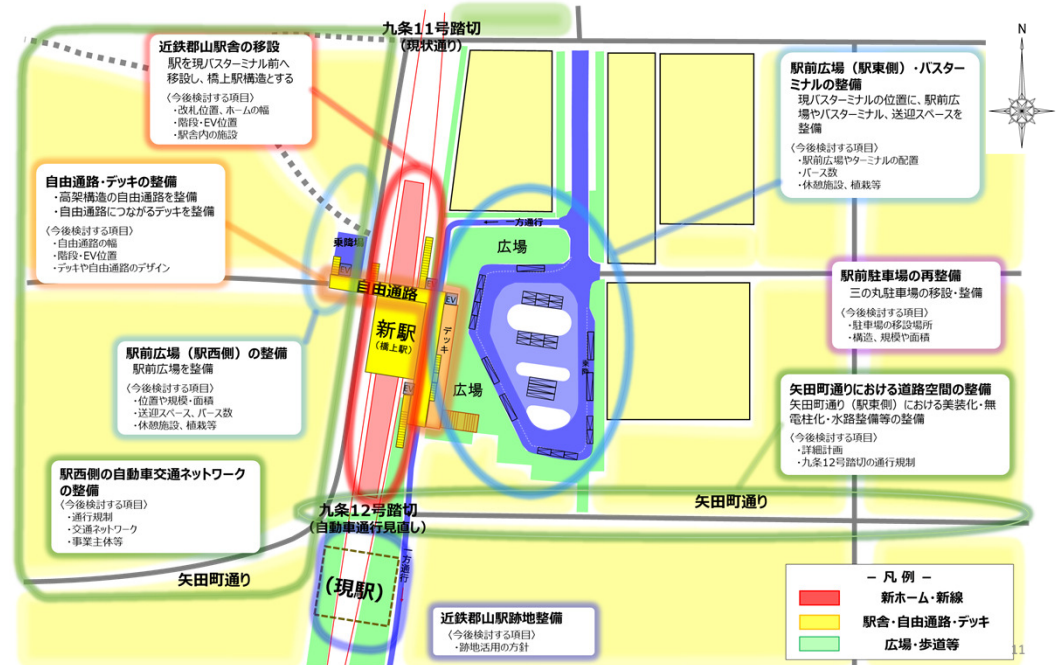 九条11号踏切
(現状通り)
近鉄郡山駅舎の移設
駅を現バスターミナル前へ
移設し、橋上駅構造とする
〈今後検討する項目〉
・改札位置、ホームの幅
・階段・EV位置
・駅舎内の施設
自由通路・デッキの整備
・高架構造の自由通路を整備
・自由通路につながるデッキを整備
〈今後検討する項目〉
・自由通路の幅
・階段・EV位置
・デッキや自由通路のデザイン
駅前広場（駅西側）の整備
駅前広場を整備
〈今後検討する項目〉
・位置や規模・面積
・送迎スペース、バース数
・休憩施設、植栽等
駅西側の自動車交通ネットワーク
の整備
〈今後検討する項目〉
・通行規制
・交通ネットワーク
・事業主体等
矢田町通り
乗降場
EV
自由通路
EV
EV
新駅
(橋上駅)
デッキ
EV
一方通行
広場
広場
乗降
九条12号踏切
(自動車通行見直し)
一方通行
(現駅)
近鉄郡山駅跡地整備
〈今後検討する項目〉
・跡地活用の方針
N
駅前広場（駅東側）・バスター
ミナルの整備
現バスターミナルの位置に、駅前広
場やバスターミナル、送迎スペースを
整備
〈今後検討する項目〉
・駅前広場やターミナルの配置
・バース数
・休憩施設、植栽等
駅前駐車場の再整備
三の丸駐車場の移設・整備
〈今後検討する項目〉
・駐車場の移設場所
・構造、規模や面積
矢田町通りにおける道路空間の整備
矢田町通り（駅東側）における美装化・無
電柱化・水路整備等の整備
〈今後検討する項目〉
・詳細計画
・九条12号踏切の通行規制
矢田町通り
－ 凡 例 －
新ホーム・新線
駅舎・自由通路・デッキ
広場・歩道等
11